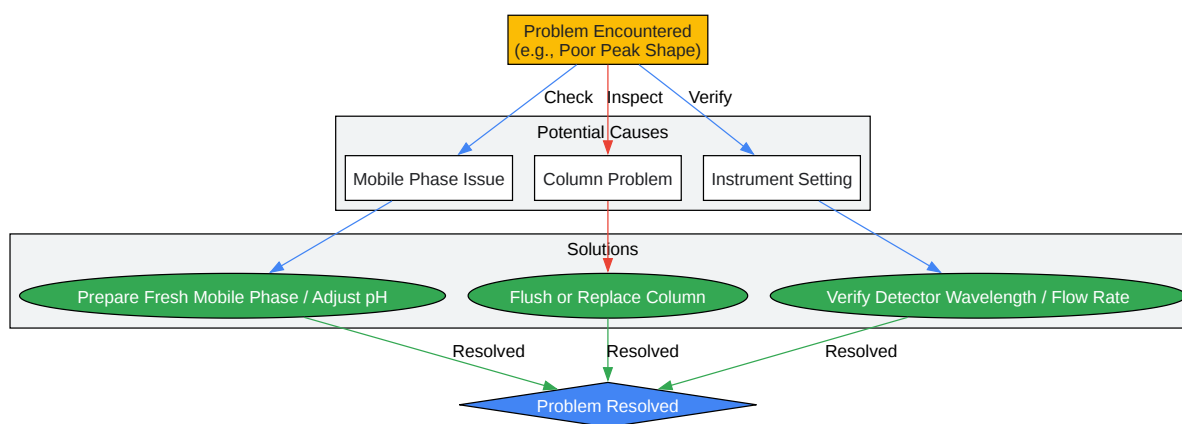 Problem Encountered
(e.g., Poor Peak Shape)
Check
Inspect
Verify
Potential Causes
Mobile Phase Issue
Column Problem
Instrument Setting
Solutions
Prepare Fresh Mobile Phase / Adjust pH
Flush or Replace Column
Verify Detector Wavelength / Flow Rate
Resolved
Resolved
Resolved
Problem Resolved